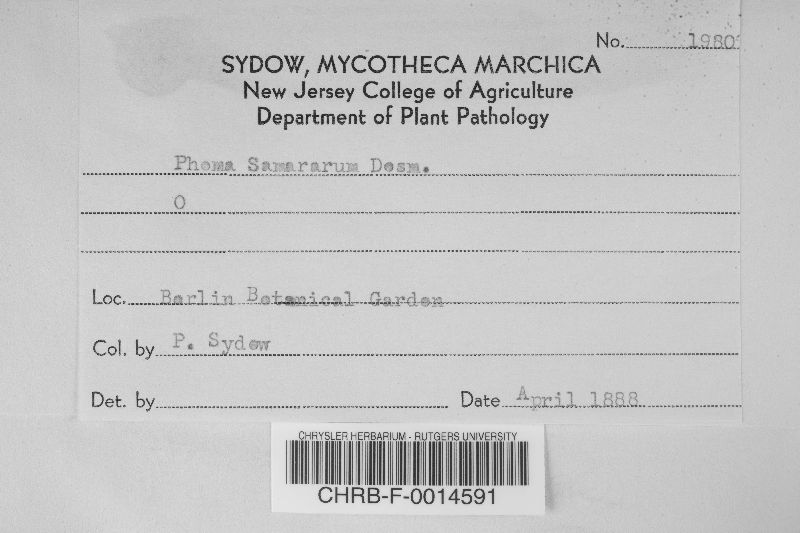 No. 1980
SYDOW, MYCOTHECA MARCHICA
New Jersey College of Agriculture
Department of Plant Pathology
Phoma Samararum Desm.
O
Loc. Berlin Botanical Garden
Col. by P. Sydow
Det. by
Date April 1888
CHRYSLER HERBARIUM - RUTGERS UNIVERSITY
CHRB-F-0014591